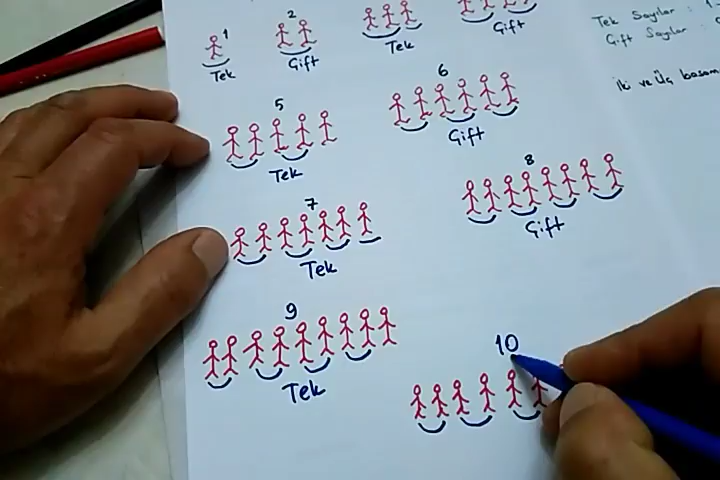 1
2
Tek
Çift
Tek
Çift
Tek Sayılar :
Çift Sayılar :
İki ve Üç basam
5
6
Tek
Çift
7
8
Tek
Çift
9
10
Tek